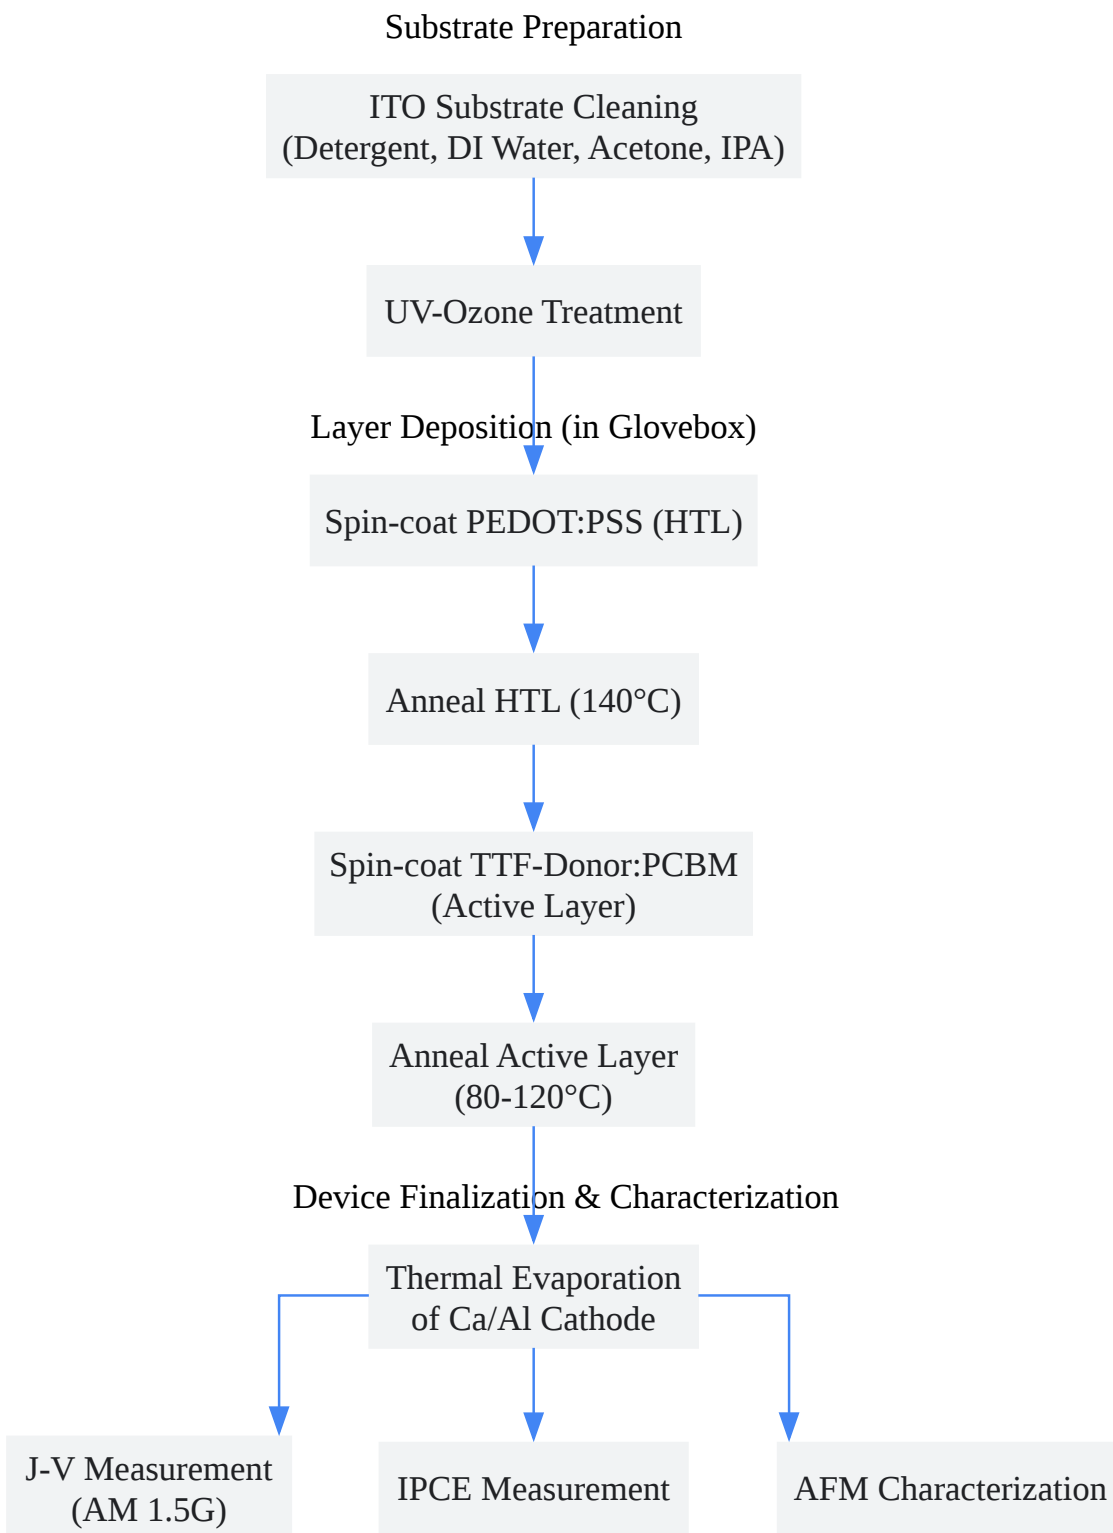 Substrate Preparation
ITO Substrate Cleaning
(Detergent, DI Water, Acetone, IPA)
UV-Ozone Treatment
Layer Deposition (in Glovebox)
Spin-coat PEDOT:PSS (HTL)
Anneal HTL (140°C)
Spin-coat TTF-Donor:PCBM
(Active Layer)
Anneal Active Layer
(80-120°C)
Device Finalization & Characterization
Thermal Evaporation
of Ca/Al Cathode
J-V Measurement
(AM 1.5G)
IPCE Measurement
AFM Characterization